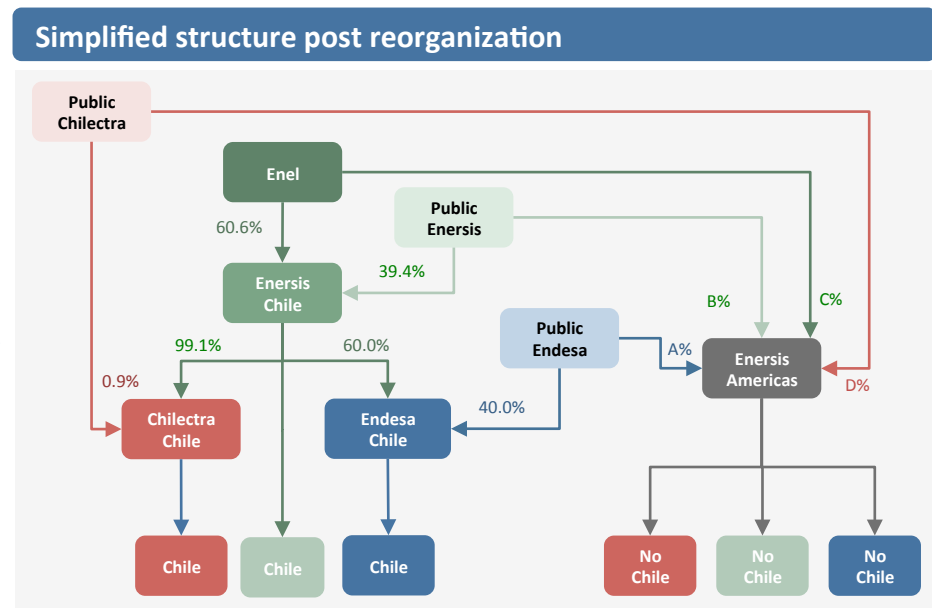 Simplified structure post reorganization
Public
Chilectra
Enel
Public
Enersis
60.6%
39.4%
Enersis
Chile
B%
C%
Public
Endesa
99.1%
60.0%
A%
Enersis
Americas
0.9%
D%
40.0%
Chilectra
Chile
Endesa
Chile
Chile
Chile
Chile
No
Chile
No
Chile
No
Chile